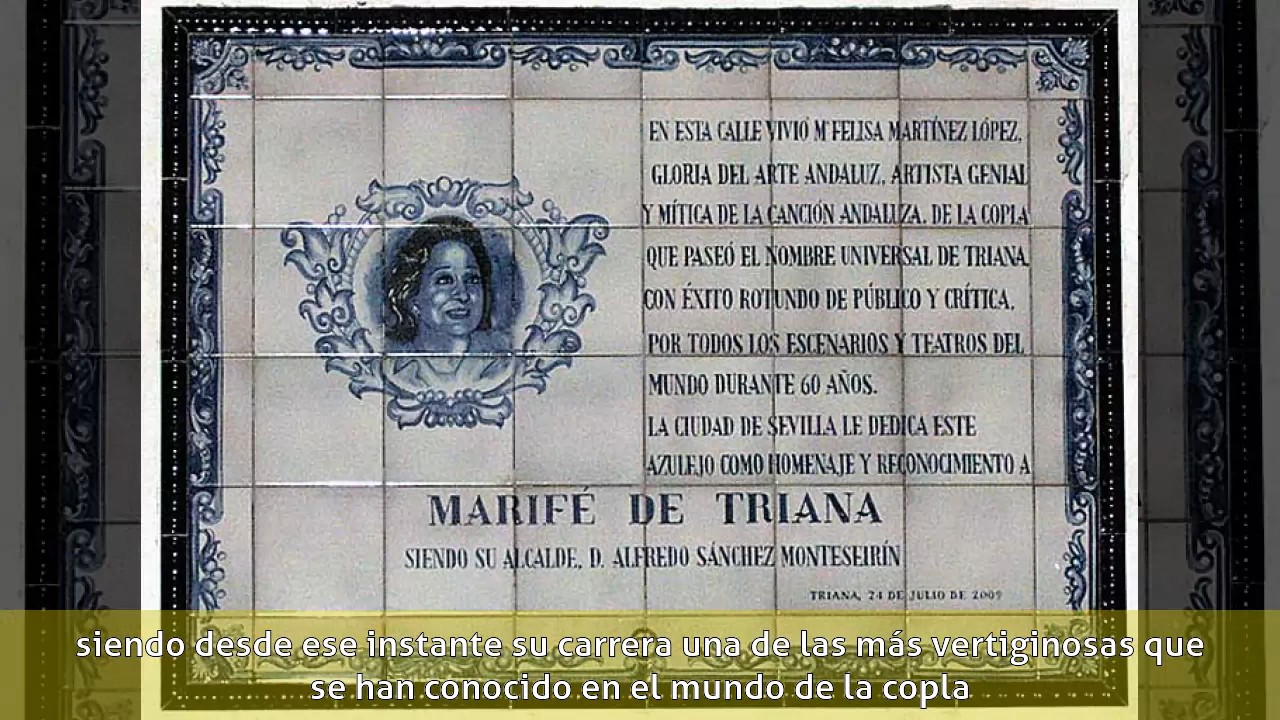 EN ESTA CALLE VIVIÓ Mª FELISA MARTÍNEZ LÓPEZ,
GLORIA DEL ARTE ANDALUZ, ARTISTA GENIAL
Y MÍTICA DE LA CANCIÓN ANDALUZA, DE LA COPLA
QUE PASEÓ EL NOMBRE UNIVERSAL DE TRIANA
CON ÉXITO ROTUNDO DE PÚBLICO Y CRÍTICA,
POR TODOS LOS ESCENARIOS Y TEATROS DEL
MUNDO DURANTE 60 AÑOS.
LA CIUDAD DE SEVILLA LE DEDICA ESTE
AZULEJO COMO HOMENAJE Y RECONOCIMIENTO A
MARIFÉ DE TRIANA
SIENDO SU ALCALDE, D. ALFREDO SÁNCHEZ MONTESEIRÍN
TRIANA, 24 DE JULIO DE 2009
siendo desde ese instante su carrera una de las más vertiginosas que
se han conocido en el mundo de la copla